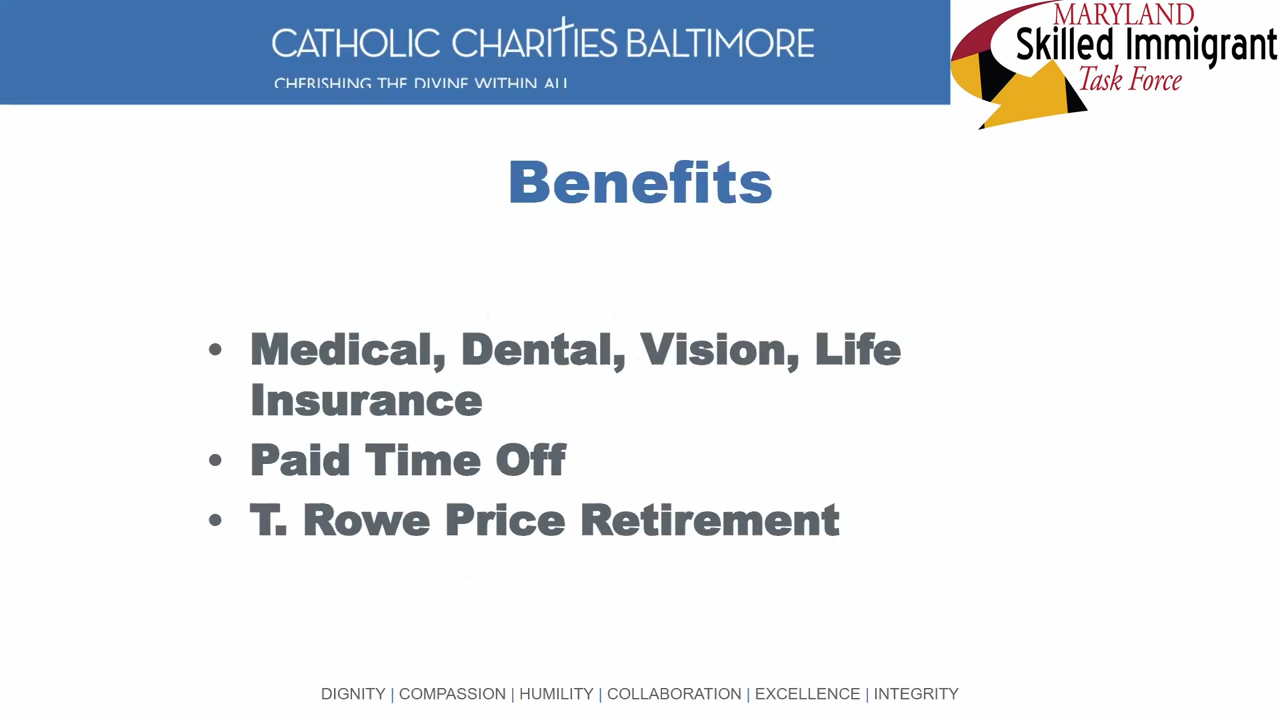 CATHOLIC CHARITIES BALTIMORE
CHERISHING THE DIVINE WITHIN ALL
MARYLAND
Skilled Immigrant
Task Force
Benefits
• Medical, Dental, Vision, Life
Insurance
• Paid Time Off
• T. Rowe Price Retirement
DIGNITY | COMPASSION | HUMILITY | COLLABORATION | EXCELLENCE | INTEGRITY